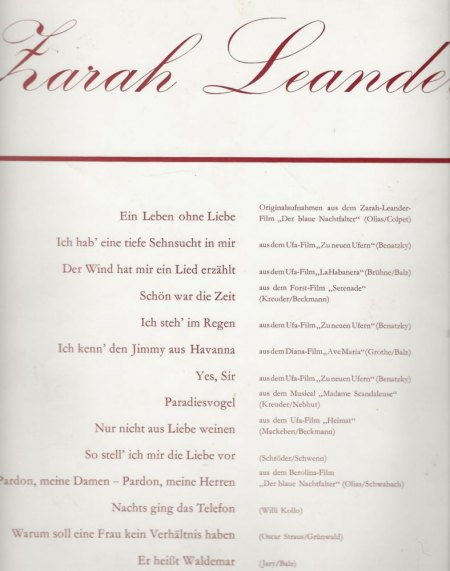 Zarah Leander
Originalaufnahmen aus dem Zarah-Leander-
Ein Leben ohne Liebe Film „Der blaue Nachtfalter“ (Olias/Colpet)
Ich hab’ eine tiefe Sehnsucht in mir aus dem Ufa-Film „Zu neuen Ufern“ (Benatzky)
Der Wind hat mir ein Lied erzählt aus dem Ufa-Film „La Habanera“ (Brühne/Balz)
aus dem Forst-Film „Serenade“
Schön war die Zeit (Kreuder/Beckmann)
Ich steh’ im Regen aus dem Ufa-Film „Zu neuen Ufern“ (Benatzky)
Ich kenn’ den Jimmy aus Havanna aus dem Diana-Film „Ave Maria“ (Grothe/Balz)
Yes, Sir aus dem Ufa-Film „Zu neuen Ufern“ (Benatzky)
aus dem Musical „Madame Scandaleuse“
Paradiesvogel (Kreuder/Nebhut)
aus dem Ufa-Film „Heimat“
Nur nicht aus Liebe weinen (Mackeben/Beckmann)
So stell’ ich mir die Liebe vor (Schröder/Schwenn)
aus dem Berolina-Film
Pardon, meine Damen – Pardon, meine Herren „Der blaue Nachtfalter“ (Olias/Schwabach)
Nachts ging das Telefon (Willi Kollo)
Warum soll eine Frau kein Verhältnis haben (Oscar Straus/Grünwald)
Er heißt Waldemar (Jary/Balz)